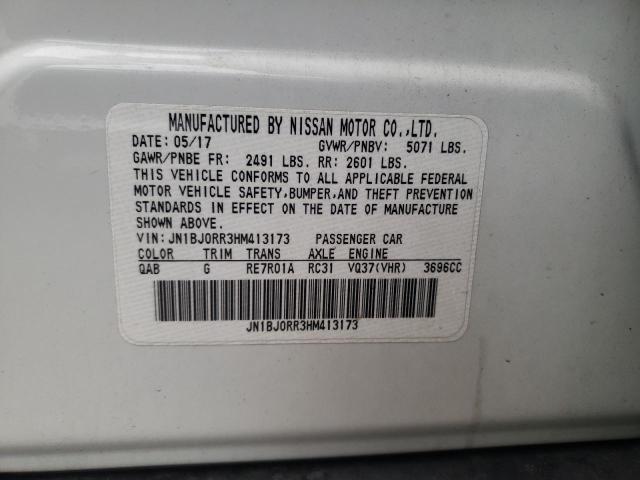 MANUFACTURED BY NISSAN MOTOR CO.,LTD.
DATE: 05/17 GVWR/PNBV: 5071 LBS.
GAWR/PNBE FR: 2491 LBS. RR: 2601 LBS.
THIS VEHICLE CONFORMS TO ALL APPLICABLE FEDERAL
MOTOR VEHICLE SAFETY,BUMPER,AND THEFT PREVENTION
STANDARDS IN EFFECT ON THE DATE OF MANUFACTURE
SHOWN ABOVE.
VIN: JN1BJ0RR3HM413173 PASSENGER CAR
COLOR TRIM TRANS AXLE ENGINE
QAB G RE7R01A RC31 VQ37(VHR) 3696CC
JN1BJ0RR3HM413173